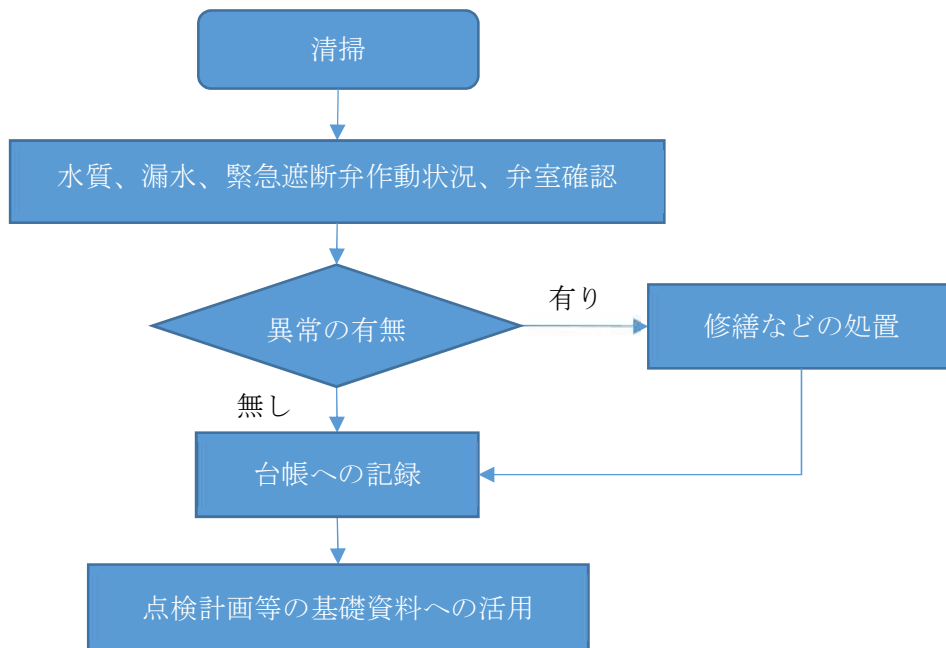 清掃
水質、漏水、緊急遮断弁作動状況、弁室確認
異常の有無
有り
修繕などの処置
無し
台帳への記録
点検計画等の基礎資料への活用